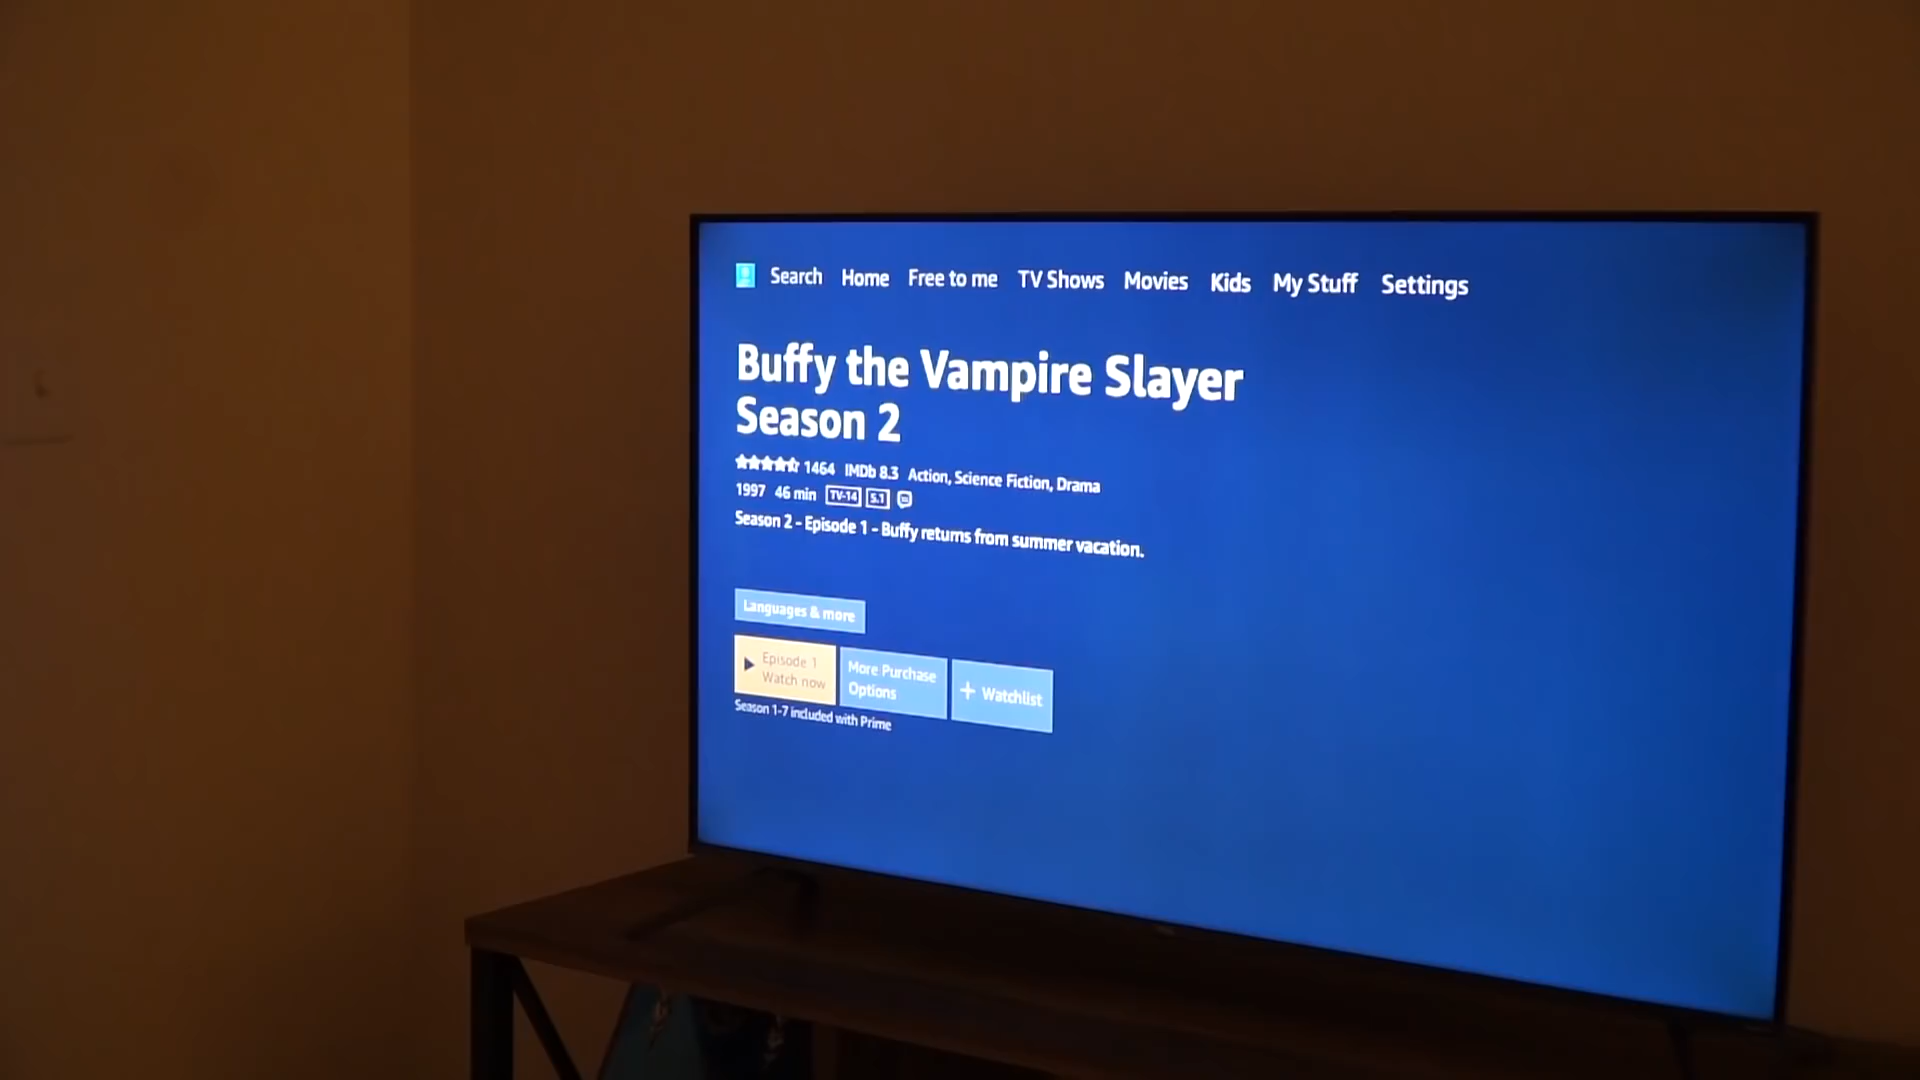 Search Home Free to me TV Shows Movies Kids My Stuff Settings
Buffy the Vampire Slayer
Season 2
1464 IMDb 8.3 Action, Science Fiction, Drama
1997 46 min TV-14 5.1
Season 2 - Episode 1 - Buffy returns from summer vacation.
Languages & more
Episode 1
Watch now
More Purchase
Options
+ Watchlist
Season 1-7 included with Prime